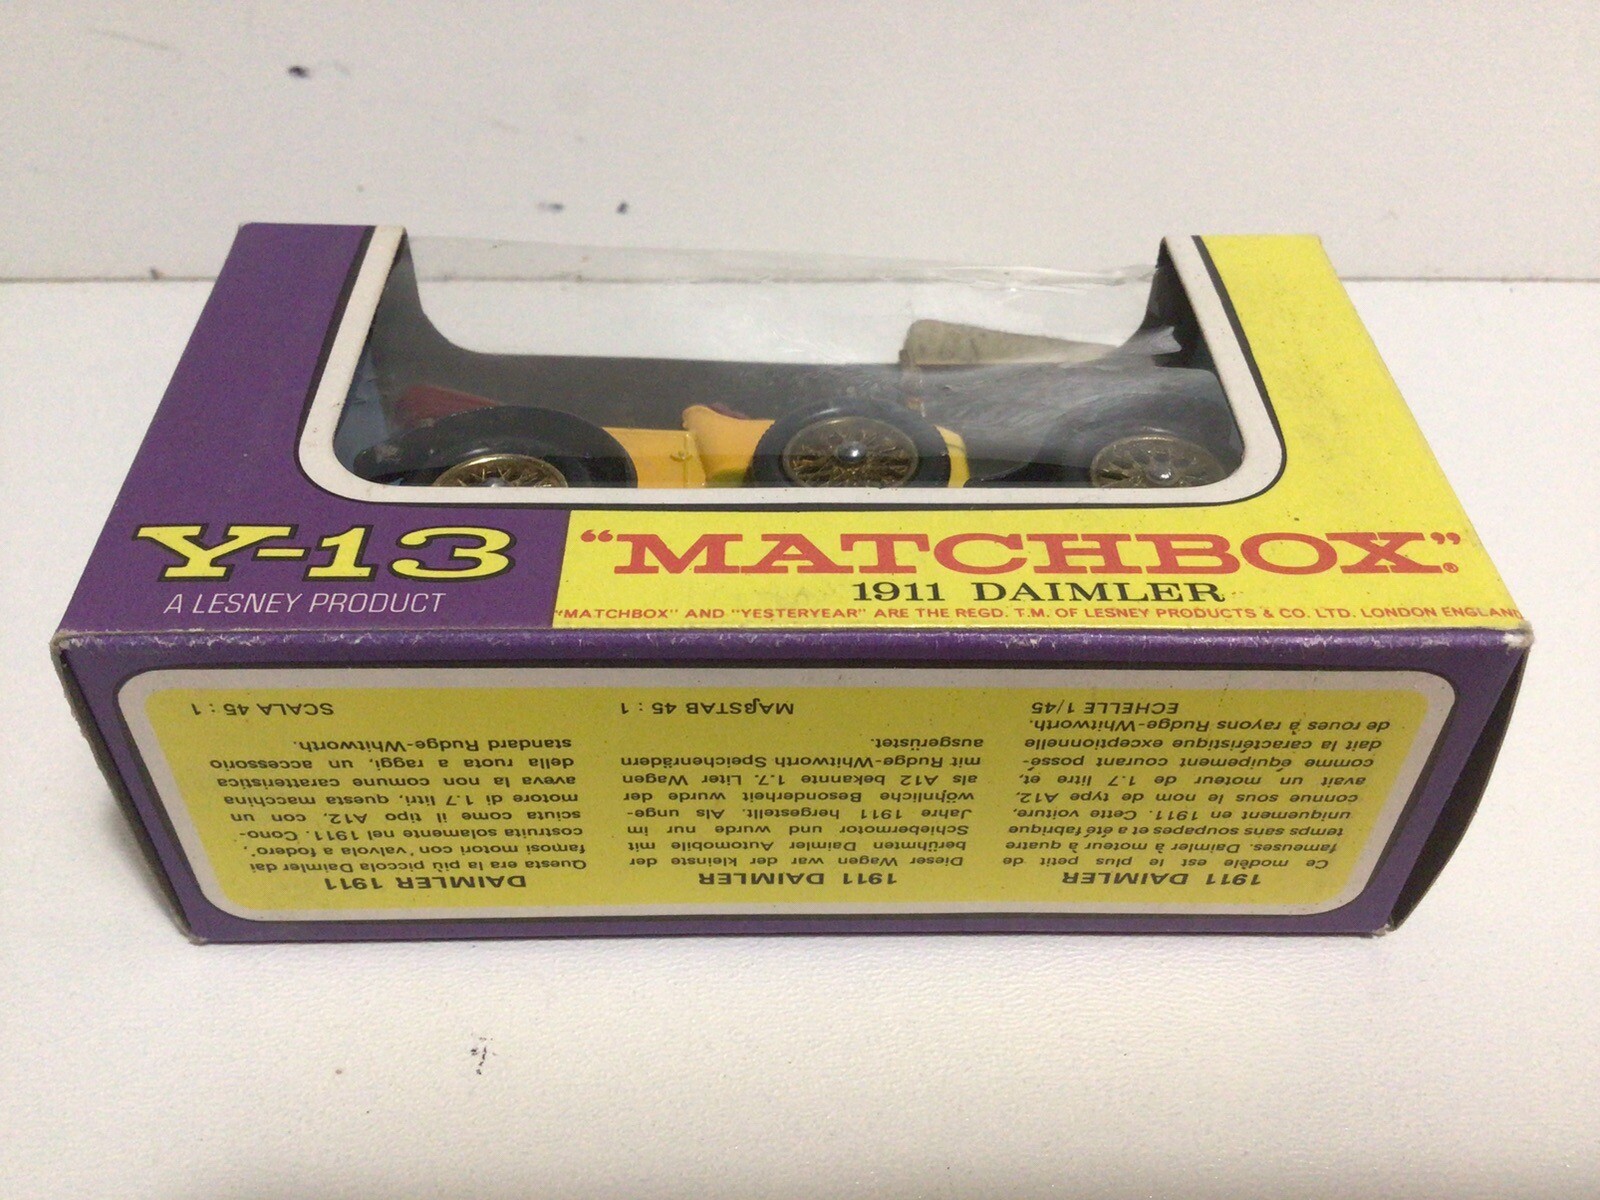 Y-13
A LESNEY PRODUCT
"MATCHBOX"®
1911 DAIMLER
"MATCHBOX" AND "YESTERYEAR" ARE THE REGD. T.M. OF LESNEY PRODUCTS & CO. LTD. LONDON ENGLAND
1911 DAIMLER
Ce modèle est le plus petit de
fameuses. Daimler à moteur à quatre
temps sans soupapes et a été fabriqué
uniquement en 1911. Cette voiture,
connue sous le nom de type A12,
avait un moteur de 1.7 litre et,
comme équipement courant possé-
dait la caractéristique exceptionnelle
de roues à rayons Rudge-Whitworth.
ECHELLE 1/45
1911 DAIMLER
Dieser Wagen war der kleinste der
berühmten Daimler Automobile mit
Schiebermotor und wurde nur im
Jahre 1911 hergestellt. Als unge-
wöhnliche Besonderheit wurde der
als A12 bekannte 1.7. Liter Wagen
mit Rudge-Whitworth Speichenrädern
ausgerüstet.
MAßSTAB 45 : 1
DAIMLER 1911
Questa era la più piccola Daimler dai
famosi motori con 'valvola a fodero',
costruita solamente nel 1911. Cono-
sciuta come il tipo A12, con un
motore di 1.7 litri, questa macchina
aveva la non comune caratteristica
della ruota a raggi, un accessorio
standard Rudge-Whitworth.
SCALA 45 : 1